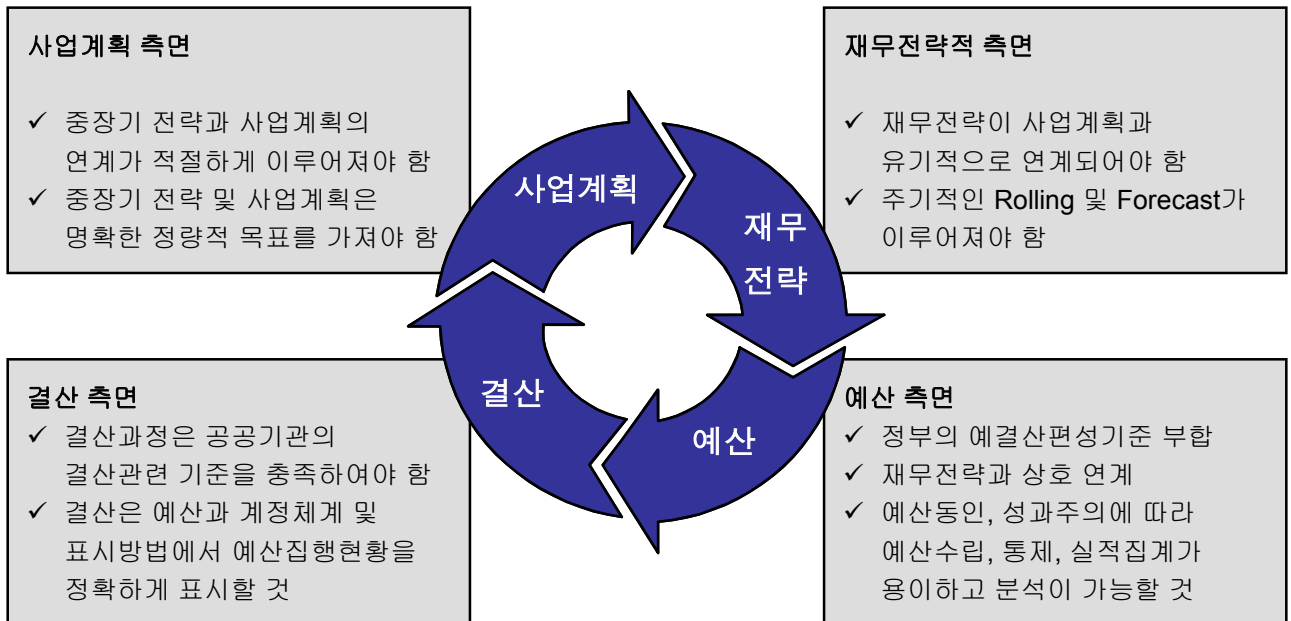 사업계획 측면
✓ 중장기 전략과 사업계획의
연계가 적절하게 이루어져야 함
✓ 중장기 전략 및 사업계획은
명확한 정량적 목표를 가져야 함
재무전략적 측면
✓ 재무전략이 사업계획과
유기적으로 연계되어야 함
✓ 주기적인 Rolling 및 Forecast가
이루어져야 함
사업계획
재무
전략
결산
예산
결산 측면
✓ 결산과정은 공공기관의
결산관련 기준을 충족하여야 함
✓ 결산은 예산과 계정체계 및
표시방법에서 예산집행현황을
정확하게 표시할 것
예산 측면
✓ 정부의 예결산편성기준 부합
✓ 재무전략과 상호 연계
✓ 예산동인, 성과주의에 따라
예산수립, 통제, 실적집계가
용이하고 분석이 가능할 것